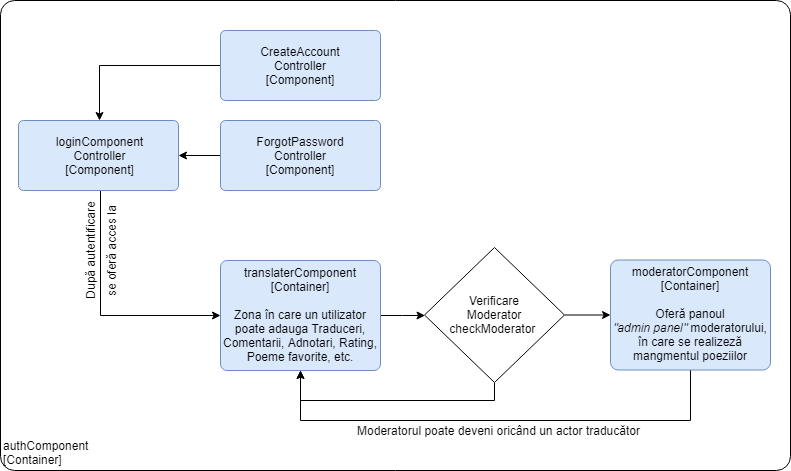 CreateAccount
Controller
[Component]
loginComponent
Controller
[Component]
ForgotPassword
Controller
[Component]
După autentificare
se oferă acces la
translaterComponent
[Container]
Zona în care un utilizator
poate adauga Traduceri,
Comentarii, Adnotari, Rating,
Poeme favorite, etc.
Verificare
Moderator
checkModerator
moderatorComponent
[Container]
Oferă panoul
"admin panel" moderatorului,
în care se realizeză
mangmentul poeziilor
Moderatorul poate deveni oricând un actor traducător
authComponent
[Container]